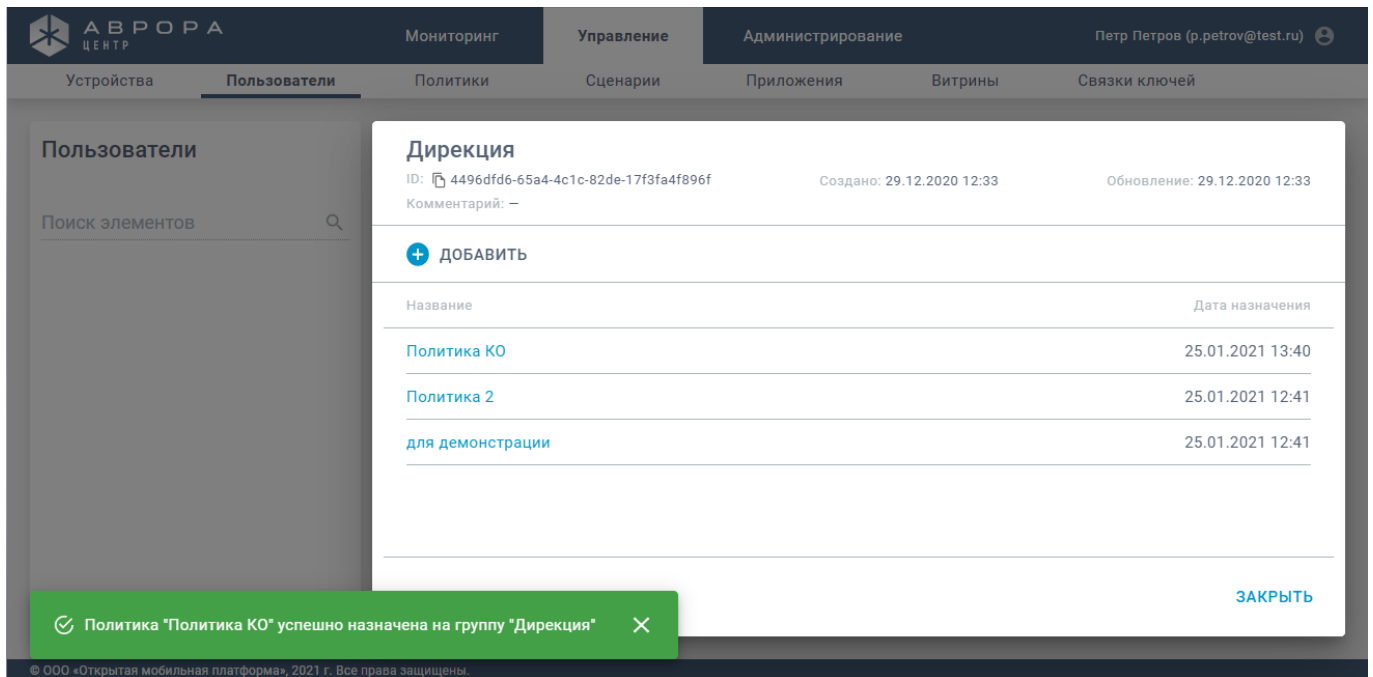 АВРОРА
ЦЕНТР
Мониторинг
Управление
Администрирование
Петр Петров (p.petrov@test.ru)
Устройства
Пользователи
Политики
Сценарии
Приложения
Витрины
Связки ключей
Пользователи
Поиск элементов
Дирекция
ID: 4496dfd6-65a4-4c1c-82de-17f3fa4f896f
Создано: 29.12.2020 12:33
Обновление: 29.12.2020 12:33
Комментарий: —
ДОБАВИТЬ
Название
Дата назначения
Политика КО
25.01.2021 13:40
Политика 2
25.01.2021 12:41
для демонстрации
25.01.2021 12:41
ЗАКРЫТЬ
Политика "Политика КО" успешно назначена на группу "Дирекция"
© ООО «Открытая мобильная платформа», 2021 г. Все права защищены.